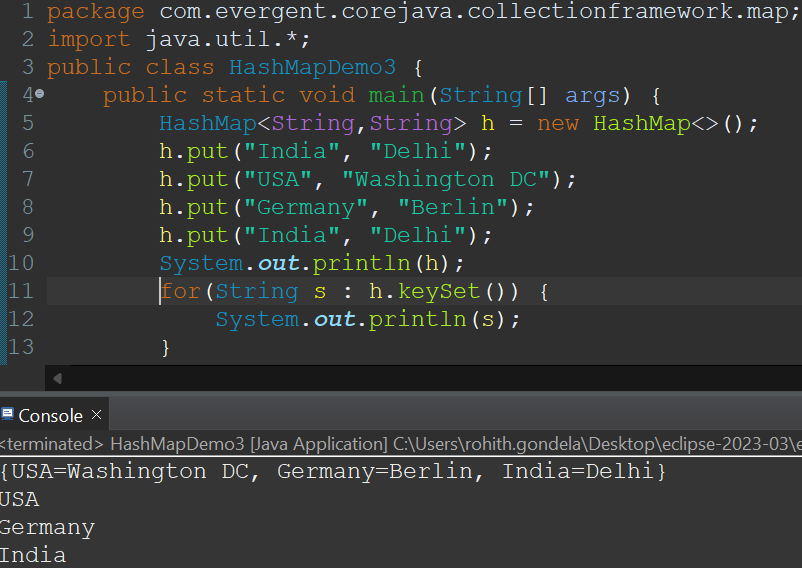 1 package com.evergent.corejava.collectionframework.map;
2 import java.util.*;
3 public class HashMapDemo3 {
4 public static void main(String[] args) {
5 HashMap<String,String> h = new HashMap<>();
6 h.put("India", "Delhi");
7 h.put("USA", "Washington DC");
8 h.put("Germany", "Berlin");
9 h.put("India", "Delhi");
10 System.out.println(h);
11 for(String s : h.keySet()) {
12 System.out.println(s);
13 }
Console ×
<terminated> HashMapDemo3 [Java Application] C:\Users\rohith.gondela\Desktop\eclipse-2023-03\e
{USA=Washington DC, Germany=Berlin, India=Delhi}
USA
Germany
India